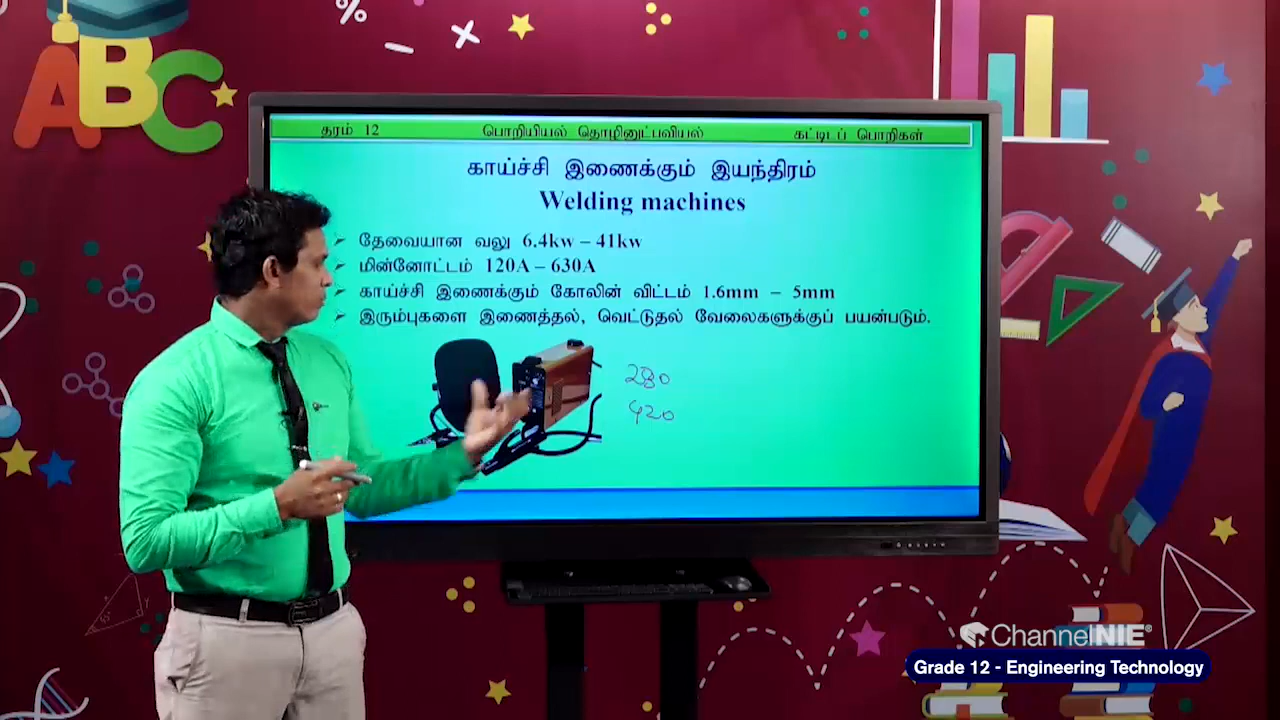 %
ABC
தரம் 12 பொறியியல் தொழினுட்பவியல் கட்டிடப் பொறிகள்
காய்ச்சி இணைக்கும் இயந்திரம்
Welding machines
➢ தேவையான வலு 6.4kw – 41kw
➢ மின்னோட்டம் 120A – 630A
➢ காய்ச்சி இணைக்கும் கோலின் விட்டம் 1.6mm – 5mm
➢ இரும்புகளை இணைத்தல், வெட்டுதல் வேலைகளுக்குப் பயன்படும்.
280
420
ChannelNIE®
Grade 12 - Engineering Technology